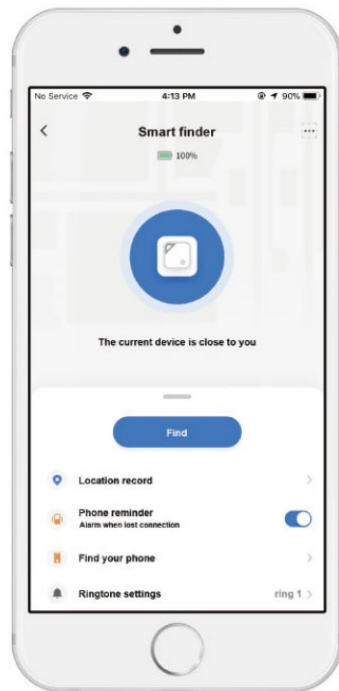 No Service 4:13 PM 90%
Smart finder
100%
The current device is close to you
Find
Location record
Phone reminder
Alarm when lost connection
Find your phone
Ringtone settings ring 1